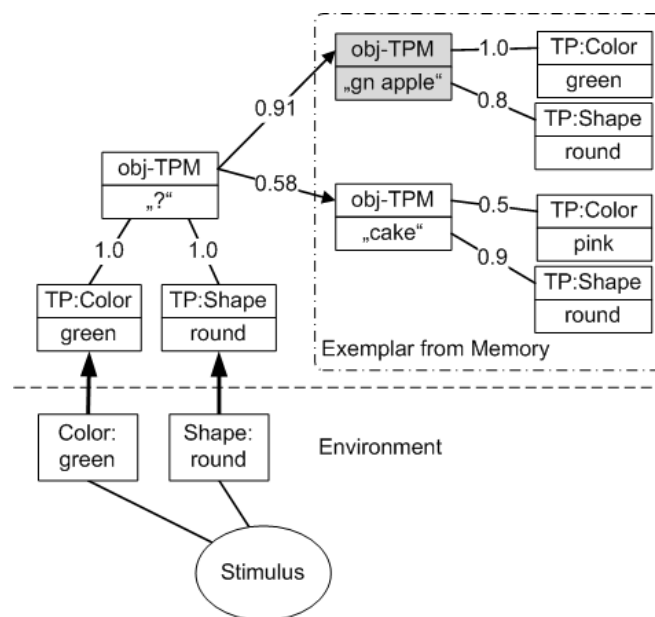 obj-TPM
„gn apple“
1.0
TP:Color
green
0.8
TP:Shape
round
0.91
obj-TPM
„?“
0.58
obj-TPM
„cake“
0.5
TP:Color
pink
0.9
TP:Shape
round
1.0
1.0
TP:Color
green
TP:Shape
round
Exemplar from Memory
Color:
green
Shape:
round
Environment
Stimulus